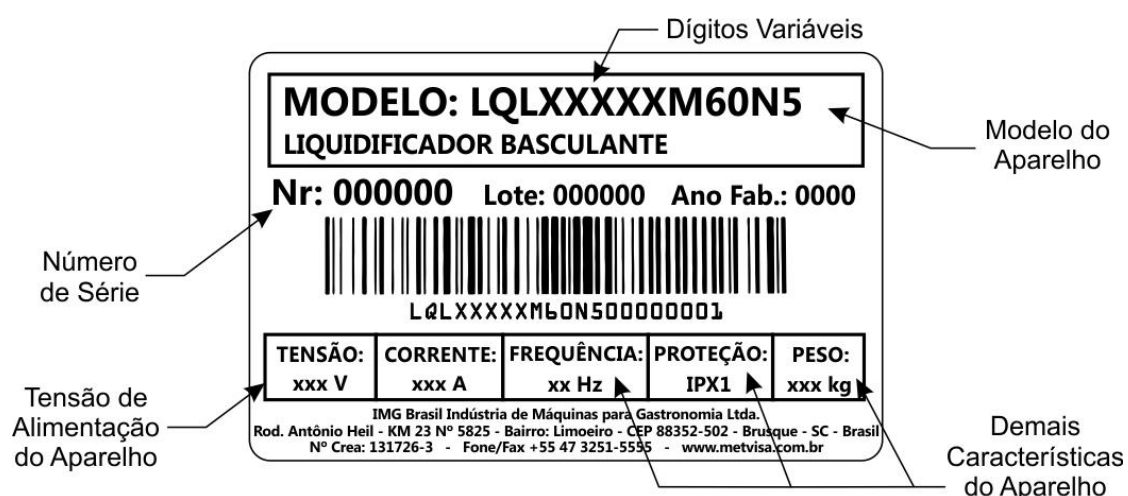 Dígitos Variáveis
MODELO: LQLXXXXXM60N5
LIQUIDIFICADOR BASCULANTE
Modelo do
Aparelho
Nr: 000000 Lote: 000000 Ano Fab.: 0000
Número
de Série
LQLXXXXXM60N500000001
TENSÃO: CORRENTE: FREQUÊNCIA: PROTEÇÃO: PESO:
xxx V xxx A xx Hz IPX1 xxx kg
Tensão de
Alimentação
do Aparelho
IMG Brasil Indústria de Máquinas para Gastronomia Ltda.
Rod. Antônio Heil - KM 23 Nº 5825 - Bairro: Limoeiro - CEP 88352-502 - Brusque - SC - Brasil
Nº Crea: 131726-3 - Fone/Fax +55 47 3251-5555 - www.metvisa.com.br
Demais
Características
do Aparelho